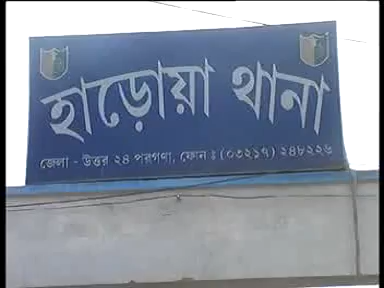 হাড়োয়া থানা
জেলা - উত্তর ২৪ পরগণা, ফোন ঃ (০৩২১৭) ২৪৮২২৬